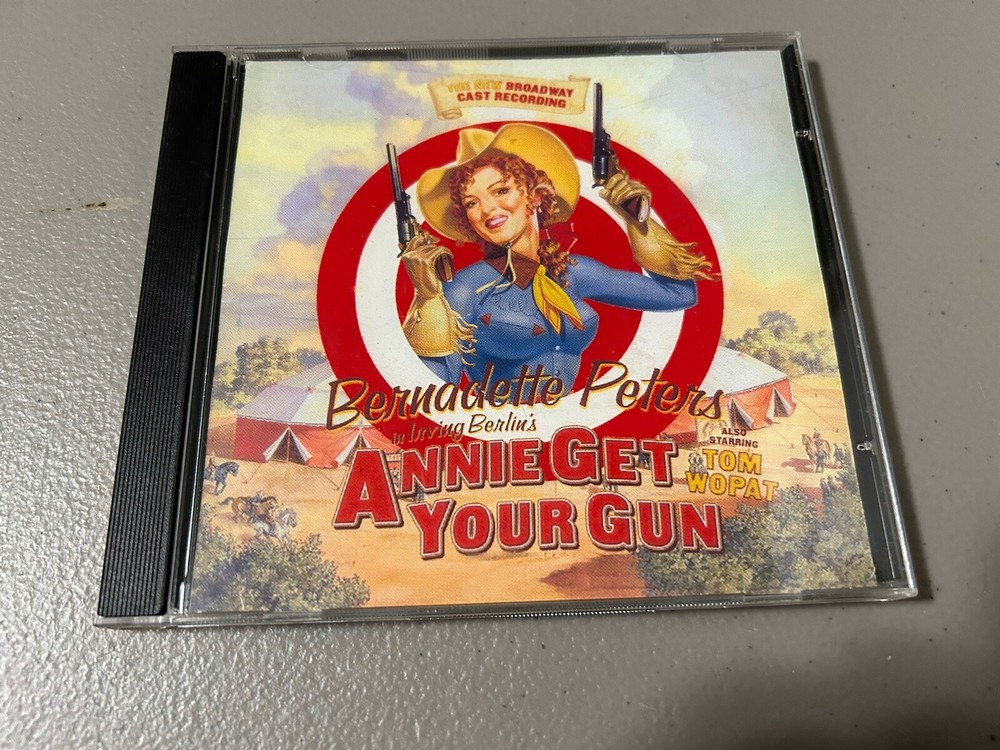 THE NEW BROADWAY
CAST RECORDING
Bernadette Peters
in Irving Berlin's
ANNIE GET
YOUR GUN
ALSO
STARRING
TOM
WOPAT